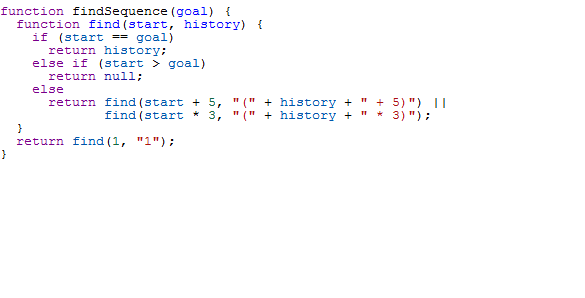 function findSequence(goal) {
  function find(start, history) {
    if (start == goal)
      return history;
    else if (start > goal)
      return null;
    else
      return find(start + 5, "(" + history + " + 5)") ||
             find(start * 3, "(" + history + " * 3)");
  }
  return find(1, "1");
}